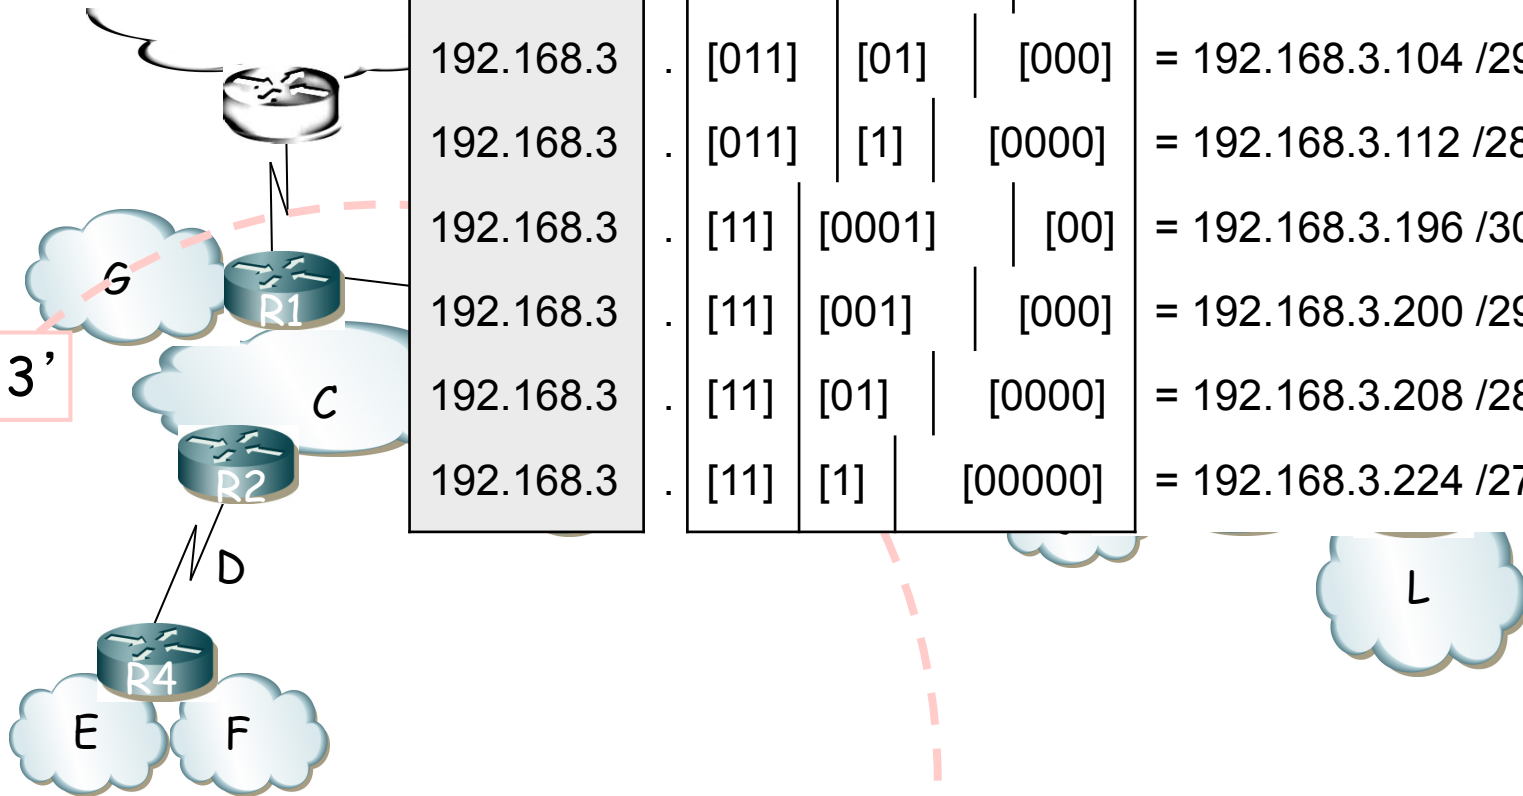 192.168.3 . [011] [01] [000] = 192.168.3.104 /29
192.168.3 . [011] [1] [0000] = 192.168.3.112 /28
192.168.3 . [11] [0001] [00] = 192.168.3.196 /30
192.168.3 . [11] [001] [000] = 192.168.3.200 /29
192.168.3 . [11] [01] [0000] = 192.168.3.208 /28
192.168.3 . [11] [1] [00000] = 192.168.3.224 /27
G
R1
3’
C
R2
D
L
R4
E
F